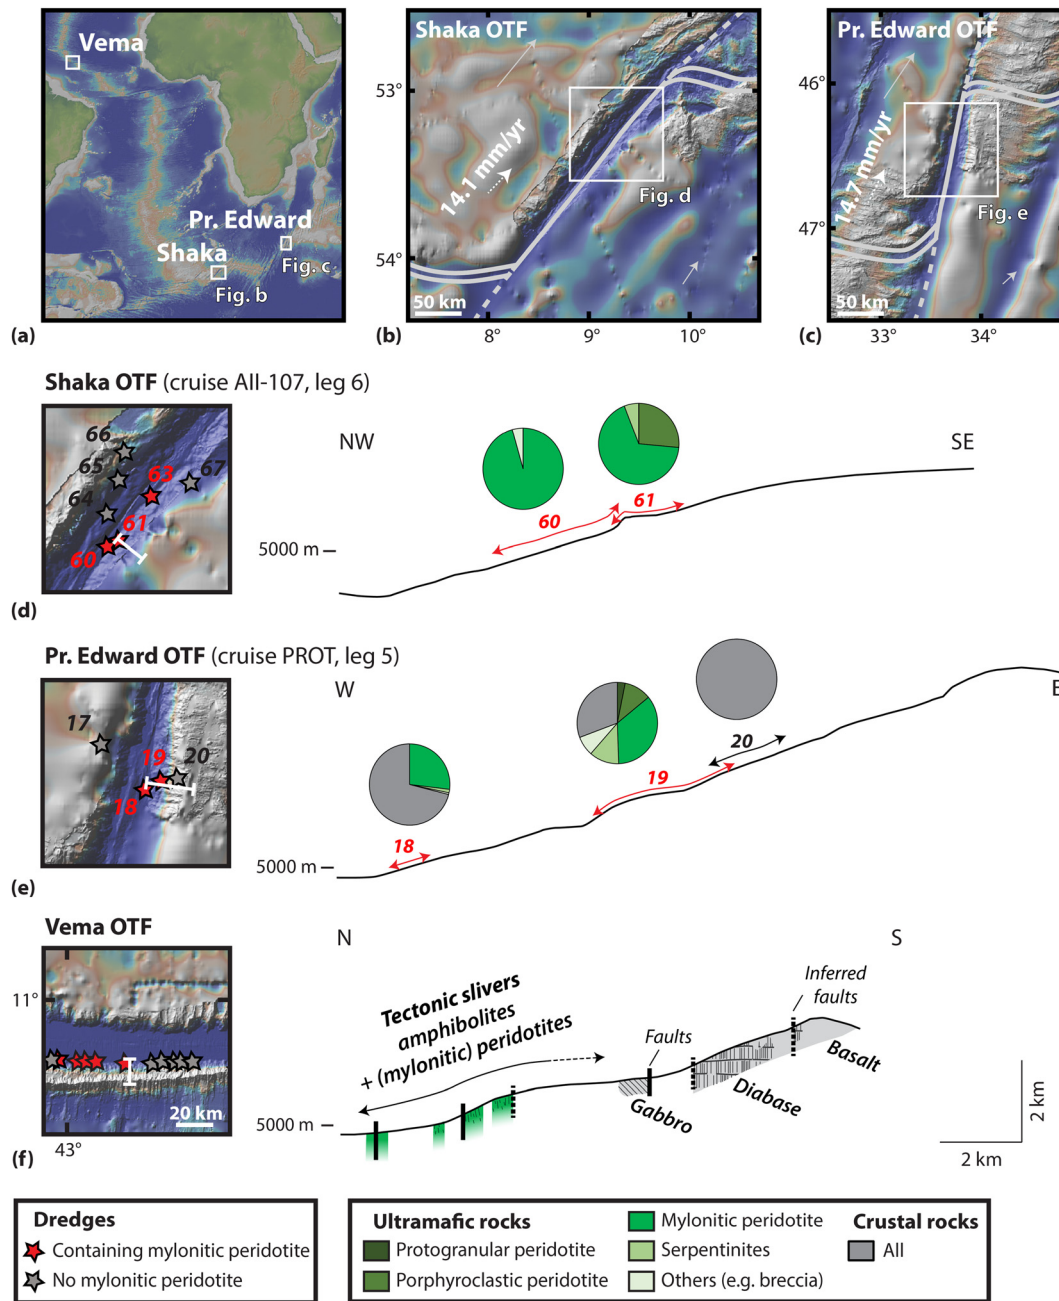 Vema
Pr. Edward
Shaka
Fig. c
Fig. b
(a)
Shaka OTF
53°
14.1 mm/yr
Fig. d
54°
50 km
(b)
8°
9°
10°
Pr. Edward OTF
46°
14.7 mm/yr
Fig. e
47°
50 km
(c)
33°
34°
Shaka OTF (cruise AII-107, leg 6)
66
65
63
67
64
61
60
(d)
NW
SE
60
61
5000 m
Pr. Edward OTF (cruise PROT, leg 5)
17
19
20
18
(e)
W
E
20
19
18
5000 m
Vema OTF
11°
20 km
43°
(f)
N
S
Tectonic slivers
amphibolites
+ (mylonitic) peridotites
Faults
Inferred
faults
Basalt
Diabase
Gabbro
5000 m
2 km
2 km
Dredges
Containing mylonitic peridotite
No mylonitic peridotite
Ultramafic rocks
Protogranular peridotite
Porphyroclastic peridotite
Mylonitic peridotite
Serpentinites
Others (e.g. breccia)
Crustal rocks
All